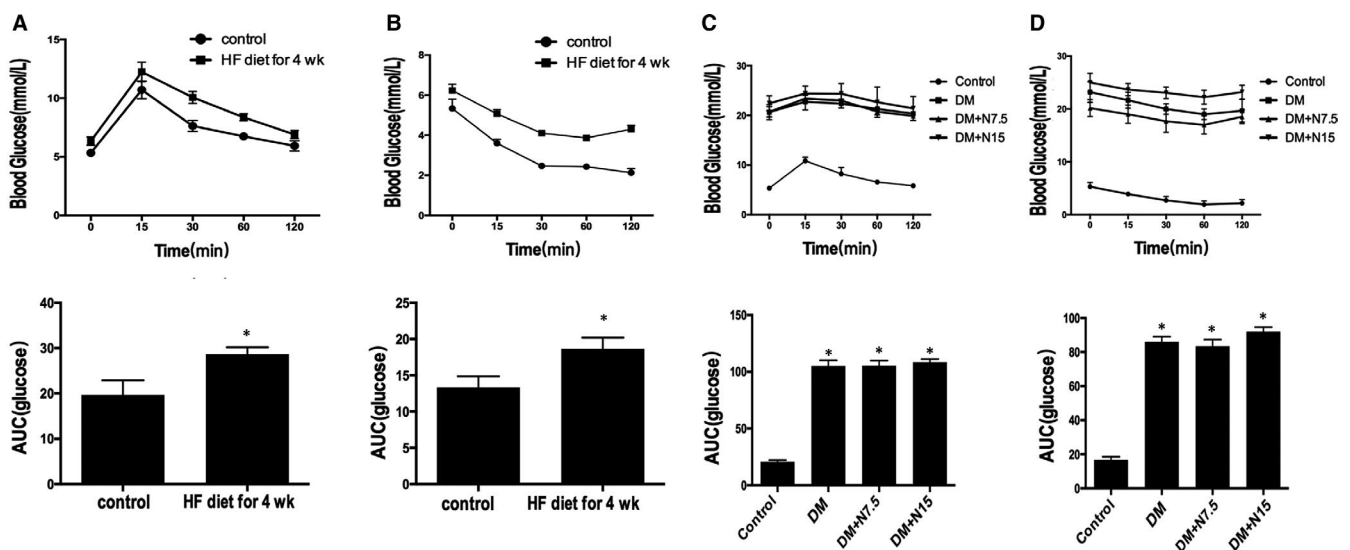 A
Blood Glucose(mmol/L)
15
10
5
0
control
HF diet for 4 wk
0 15 30 60 120
Time(min)
B
Blood Glucose(mmol/L)
8
6
4
2
0
control
HF diet for 4 wk
0 15 30 60 120
Time(min)
C
Blood Glucose(mmol/L)
30
20
10
0
Control
DM
DM+N7.5
DM+N15
0 15 30 60 120
Time(min)
D
Blood Glucose(mmol/L)
30
20
10
0
Control
DM
DM+N7.5
DM+N15
0 15 30 60 120
Time(min)
AUC(glucose)
40
30
20
10
0
*
control HF diet for 4 wk
AUC(glucose)
25
20
15
10
5
0
*
control HF diet for 4 wk
AUC(glucose)
150
100
50
0
* * *
Control DM DM+N7.5 DM+N15
AUC(glucose)
100
80
60
40
20
0
* * *
Control DM DM+N7.5 DM+N15